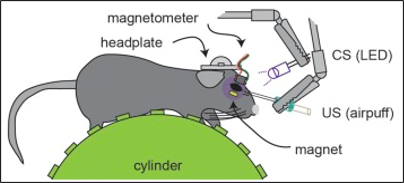 magnetometer
headplate
CS (LED)
US (airpuff)
magnet
cylinder